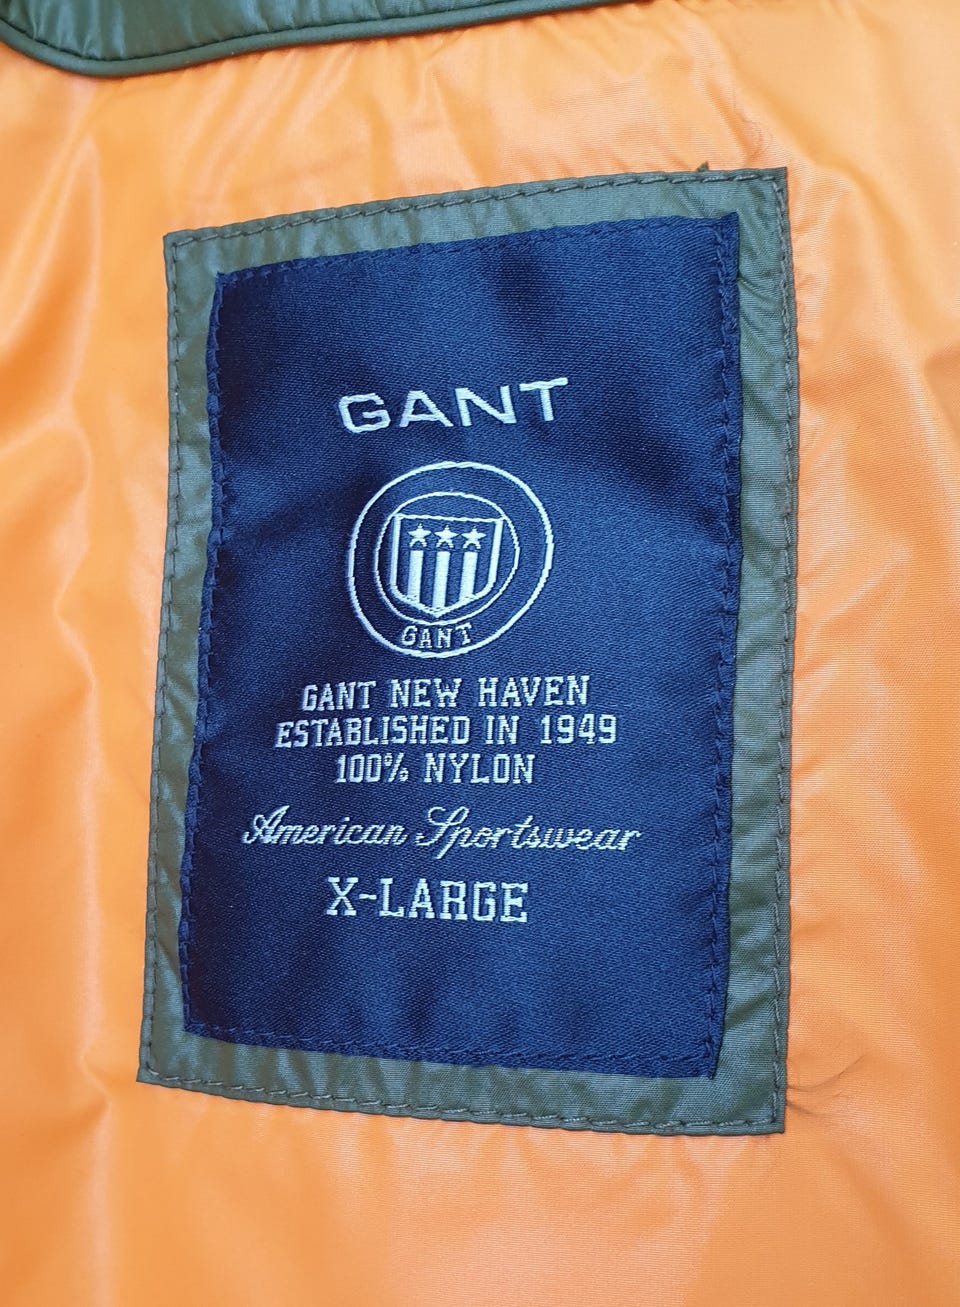 GANT
GANT
GANT NEW HAVEN
ESTABLISHED IN 1949
100% NYLON
American Sportswear
X-LARGE